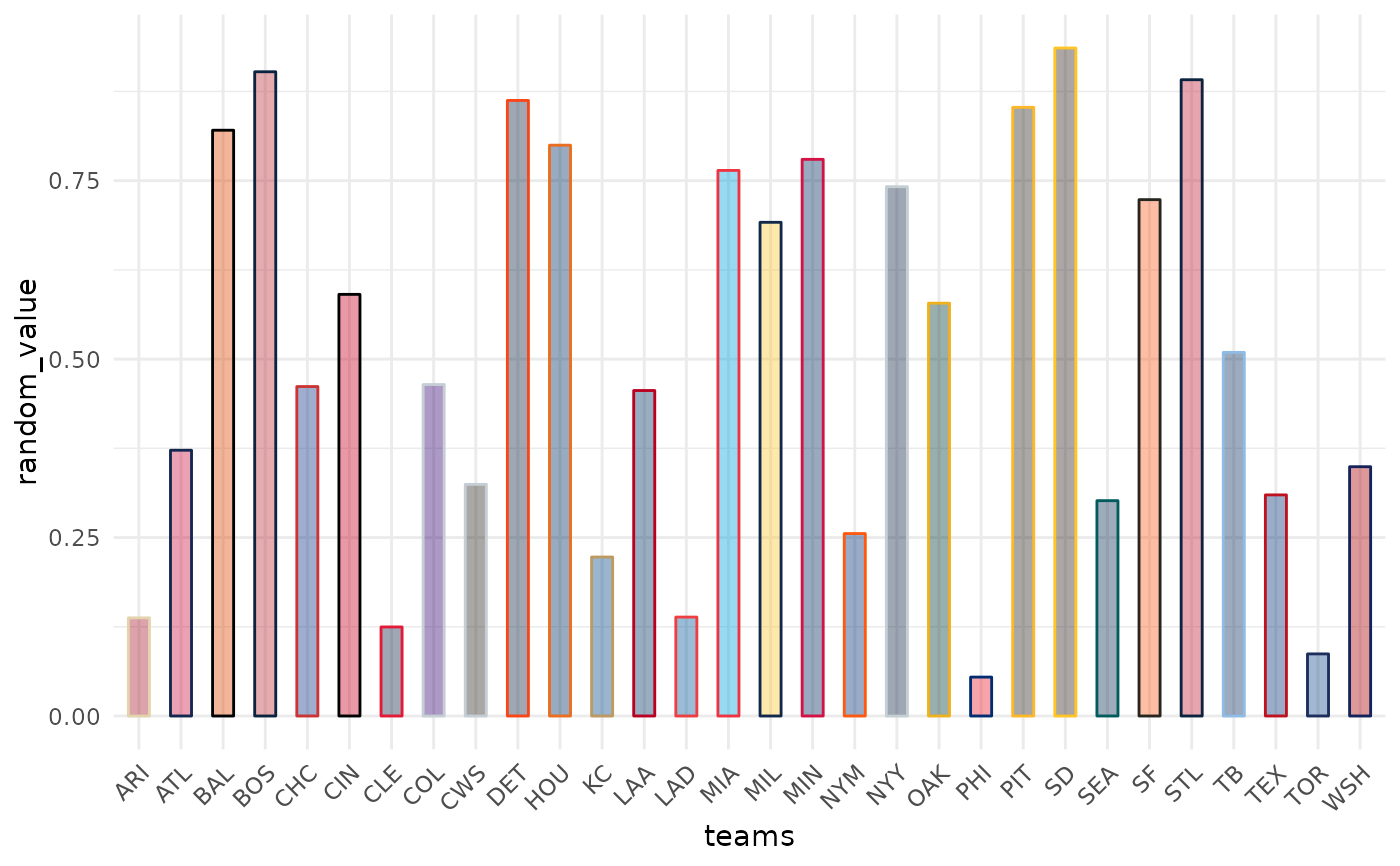 random_value
0.75
0.50
0.25
0.00
ARI
ATL
BAL
BOS
CHC
CIN
CLE
COL
CWS
DET
HOU
KC
LAA
LAD
MIA
MIL
MIN
NYM
NYY
OAK
PHI
PIT
SD
SEA
SF
STL
TB
TEX
TOR
WSH
teams